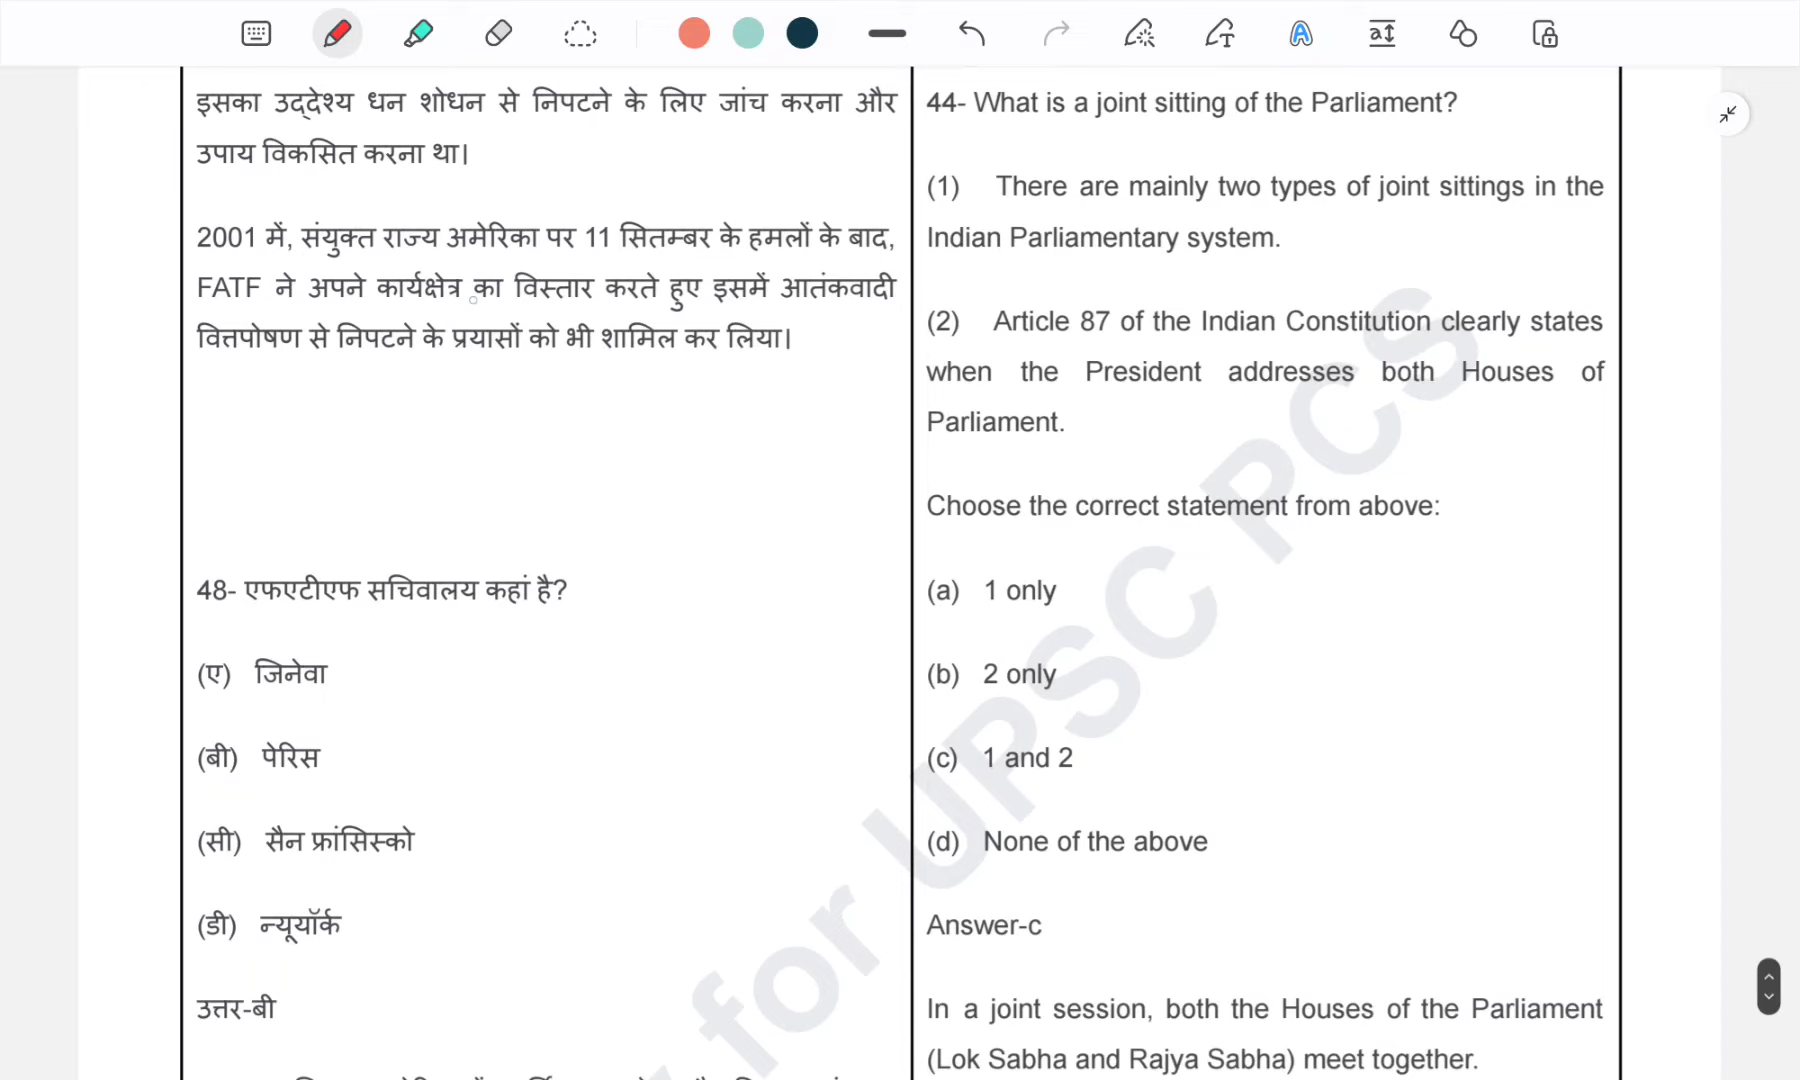 इसका उद्देश्य धन शोधन से निपटने के लिए जांच करना और
उपाय विकसित करना था।
2001 में, संयुक्त राज्य अमेरिका पर 11 सितम्बर के हमलों के बाद,
FATF ने अपने कार्यक्षेत्र का विस्तार करते हुए इसमें आतंकवादी
वित्तपोषण से निपटने के प्रयासों को भी शामिल कर लिया।
48- एफएटीएफ सचिवालय कहां है?
(ए) जिनेवा
(बी) पेरिस
(सी) सैन फ्रांसिस्को
(डी) न्यूयॉर्क
उत्तर-बी
44- What is a joint sitting of the Parliament?
(1) There are mainly two types of joint sittings in the
Indian Parliamentary system.
(2) Article 87 of the Indian Constitution clearly states
when the President addresses both Houses of
Parliament.
Choose the correct statement from above:
(a) 1 only
(b) 2 only
(c) 1 and 2
(d) None of the above
Answer-c
In a joint session, both the Houses of the Parliament
(Lok Sabha and Rajya Sabha) meet together.
for UPSC PCS